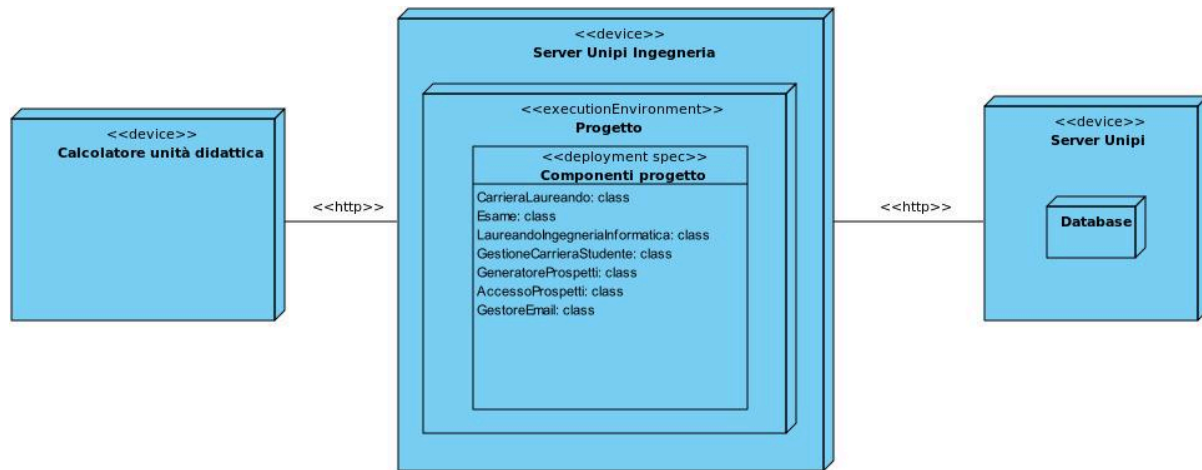 <<device>>
Calcolatore unità didattica
<<http>>
<<device>>
Server Unipi Ingegneria
<<executionEnvironment>>
Progetto
<<deployment spec>>
Componenti progetto
CarrieraLaureando: class
Esame: class
LaureandoIngegneriaInformatica: class
GestioneCarrieraStudente: class
GeneratoreProspetti: class
AccessoProspetti: class
GestoreEmail: class
<<http>>
<<device>>
Server Unipi
Database